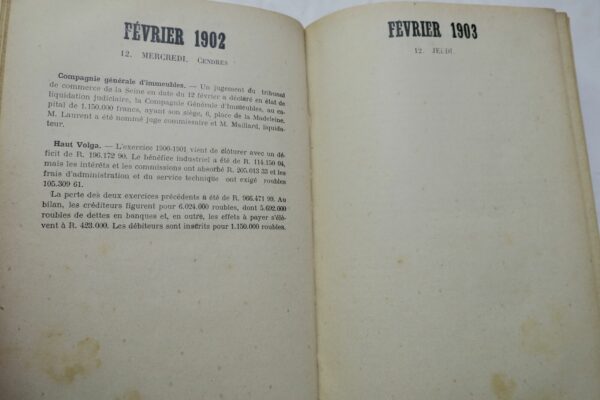 FÉVRIER 1902
12. MERCREDI. Cendres
Compagnie générale d'immeubles. — Un jugement du tribunal
de commerce de la Seine en date du 12 février a déclaré en état de
liquidation judiciaire, la Compagnie Générale d'Immeubles, au ca-
pital de 1.150.000 francs, ayant son siège, 6, place de la Madeleine.
M. Laurent a été nommé juge commissaire et M. Maillard, liquida-
teur.
Haut Volga. — L'exercice 1900-1901 vient de clôturer avec un dé-
ficit de R. 196.172 90. Le bénéfice industriel a été de R. 114.150 04,
mais les intérêts et les commissions ont absorbé R. 205.013 33 et les
frais d'administration et du service technique ont exigé roubles
105.309 61.
La perte des deux exercices précédents a été de R. 966.471 99. Au
bilan, les créditeurs figurent pour 6.024.000 roubles, dont 5.692.000
roubles de dettes en banques et, en outre, les effets à payer s'élè-
vent à R. 423.000. Les débiteurs sont inscrits pour 1.150.000 roubles.
FÉVRIER 1903
12. JEUDI.